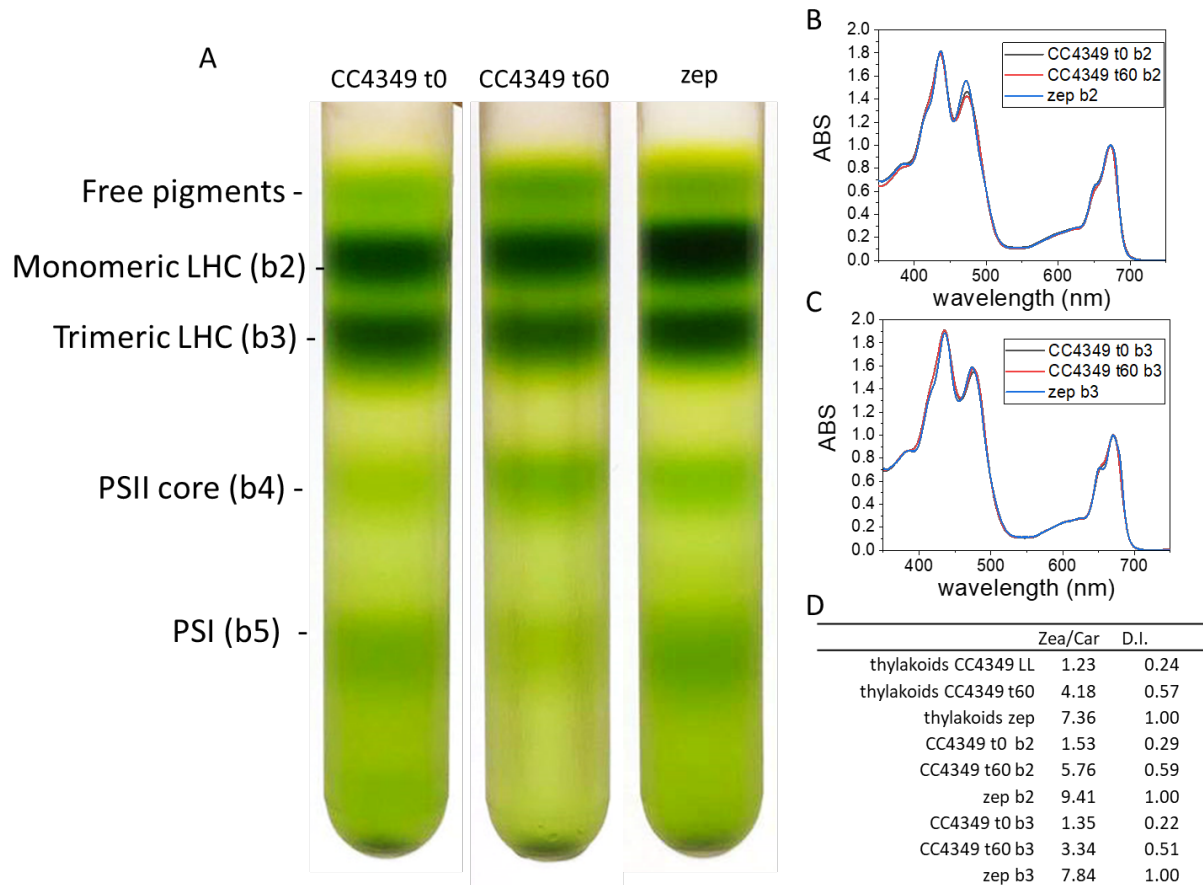 A
CC4349 t0 CC4349 t60 zep
Free pigments -
Monomeric LHC (b2) -
Trimeric LHC (b3) -
PSII core (b4) -
PSI (b5) -
B
2.0
1.8
1.6
1.4
1.2
1.0
0.8
0.6
0.4
0.2
0.0
ABS
CC4349 t0 b2
CC4349 t60 b2
zep b2
400 500 600 700
wavelength (nm)
C
2.0
1.8
1.6
1.4
1.2
1.0
0.8
0.6
0.4
0.2
0.0
ABS
CC4349 t0 b3
CC4349 t60 b3
zep b3
400 500 600 700
wavelength (nm)
D
Zea/Car D.I.
thylakoids CC4349 LL 1.23 0.24
thylakoids CC4349 t60 4.18 0.57
thylakoids zep 7.36 1.00
CC4349 t0 b2 1.53 0.29
CC4349 t60 b2 5.76 0.59
zep b2 9.41 1.00
CC4349 t0 b3 1.35 0.22
CC4349 t60 b3 3.34 0.51
zep b3 7.84 1.00